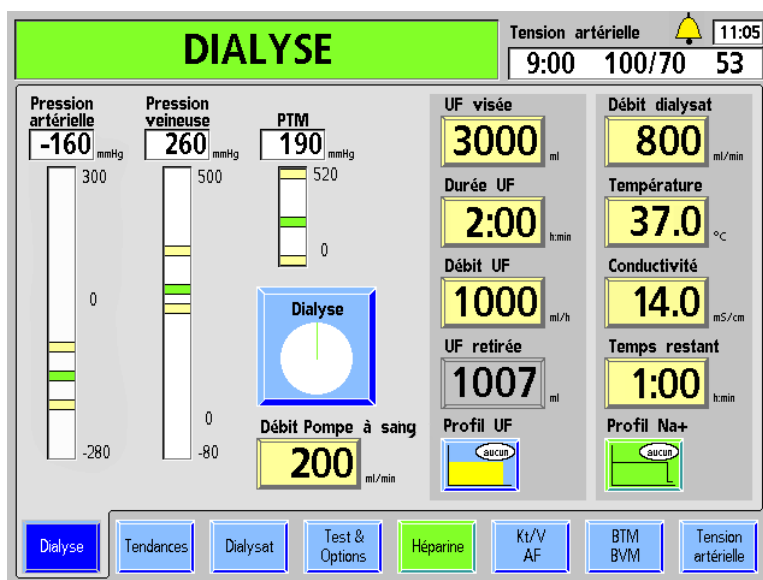 DIALYSE
Tension artérielle
11:05
9:00 100/70 53
Pression artérielle
-160 mmHg
300
0
-280
Pression veineuse
260 mmHg
500
0
-80
PTM
190 mmHg
520
0
Dialyse
Débit Pompe à sang
200 ml/min
UF visée
3000 ml
Durée UF
2:00 h:min
Débit UF
1000 ml/h
UF retirée
1007 ml
Profil UF
aucun
Débit dialysat
800 ml/min
Température
37.0 °C
Conductivité
14.0 mS/cm
Temps restant
1:00 h:min
Profil Na+
aucun
Dialyse
Tendances
Dialysat
Test &
Options
Héparine
Kt/V
AF
BTM
BVM
Tension
artérielle